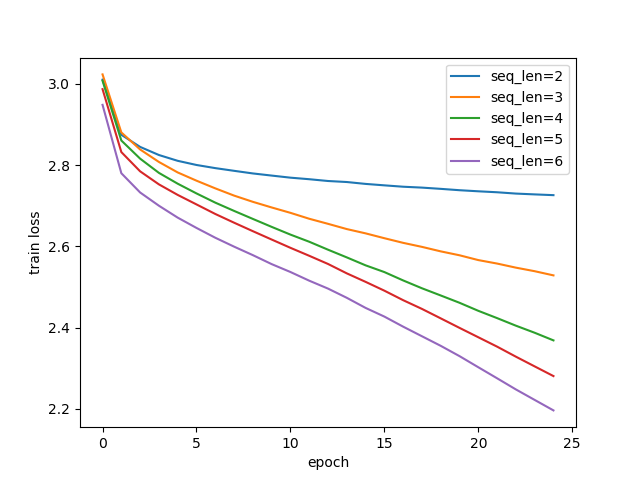 3.0
2.8
2.6
2.4
2.2
train loss
seq_len=2
seq_len=3
seq_len=4
seq_len=5
seq_len=6
0
5
10
15
20
25
epoch